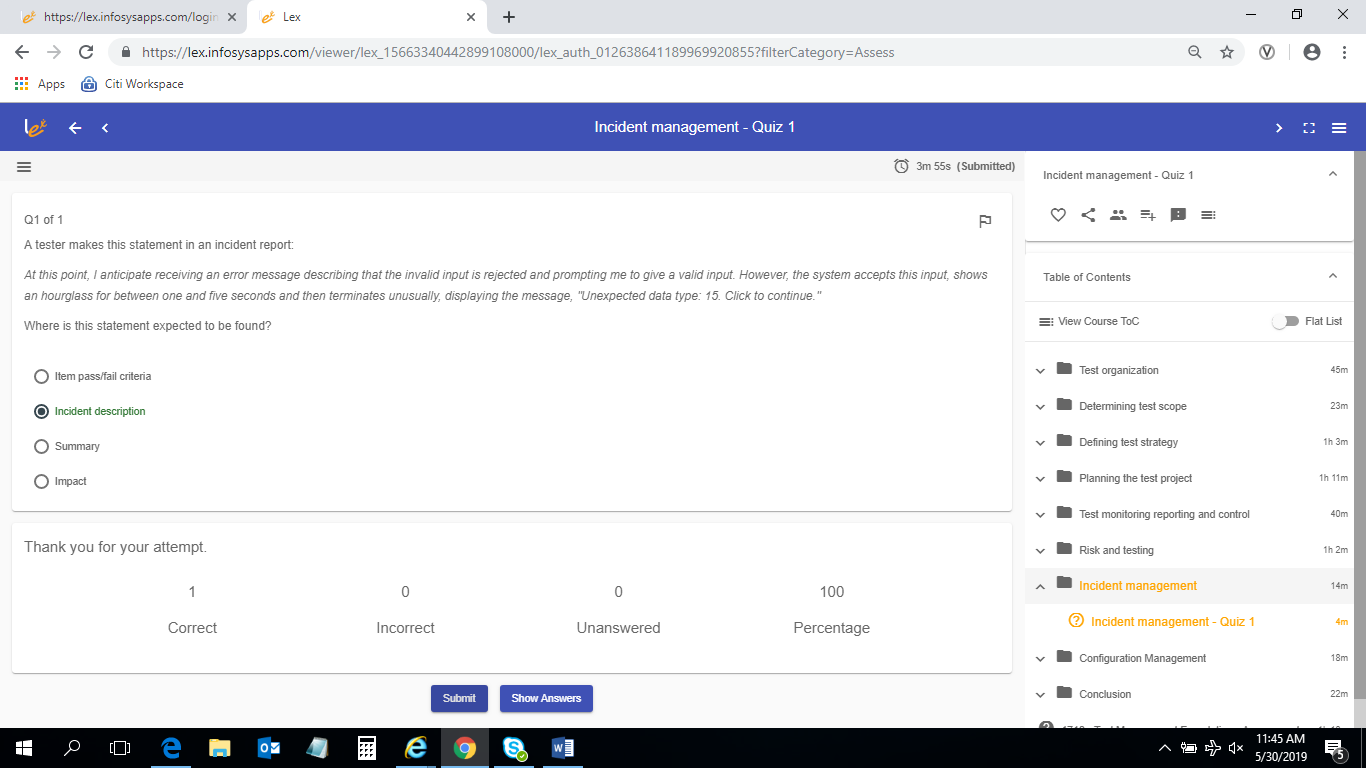 https://lex.infosysapps.com/login
Lex
https://lex.infosysapps.com/viewer/lex_15663340442899108000/lex_auth_012638641189969920855?filterCategory=Assess
Apps
Citi Workspace
Lex
Incident management - Quiz 1
3m 55s (Submitted)
Q1 of 1
A tester makes this statement in an incident report:
At this point, I anticipate receiving an error message describing that the invalid input is rejected and prompting me to give a valid input. However, the system accepts this input, shows
an hourglass for between one and five seconds and then terminates unusually, displaying the message, "Unexpected data type: 15. Click to continue."
Where is this statement expected to be found?
Item pass/fail criteria
Incident description
Summary
Impact
Thank you for your attempt.
1 0 0 100
Correct Incorrect Unanswered Percentage
Submit Show Answers
Incident management - Quiz 1
Table of Contents
View Course ToC Flat List
Test organization 45m
Determining test scope 23m
Defining test strategy 1h 3m
Planning the test project 1h 11m
Test monitoring reporting and control 40m
Risk and testing 1h 2m
Incident management 14m
Incident management - Quiz 1 4m
Configuration Management 18m
Conclusion 22m
11:45 AM
5/30/2019
5